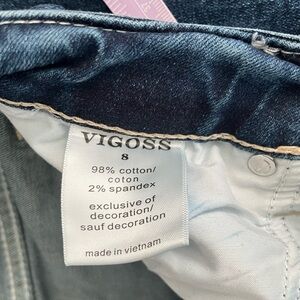 VIGOSS
8
98% cotton/
coton
2% spandex
exclusive of
decoration/
sauf decoration
made in vietnam